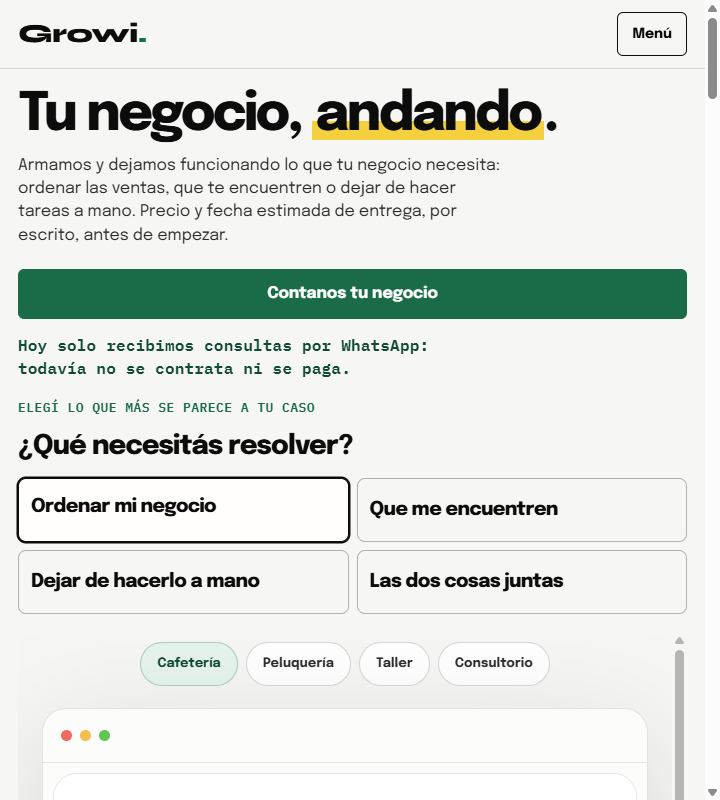 Growi.
Menú
Tu negocio, andando.
Armamos y dejamos funcionando lo que tu negocio necesita:
ordenar las ventas, que te encuentren o dejar de hacer
tareas a mano. Precio y fecha estimada de entrega, por
escrito, antes de empezar.
Contanos tu negocio
Hoy solo recibimos consultas por WhatsApp:
todavía no se contrata ni se paga.
ELEGÍ LO QUE MÁS SE PARECE A TU CASO
¿Qué necesitás resolver?
Ordenar mi negocio
Que me encuentren
Dejar de hacerlo a mano
Las dos cosas juntas
Cafetería
Peluquería
Taller
Consultorio